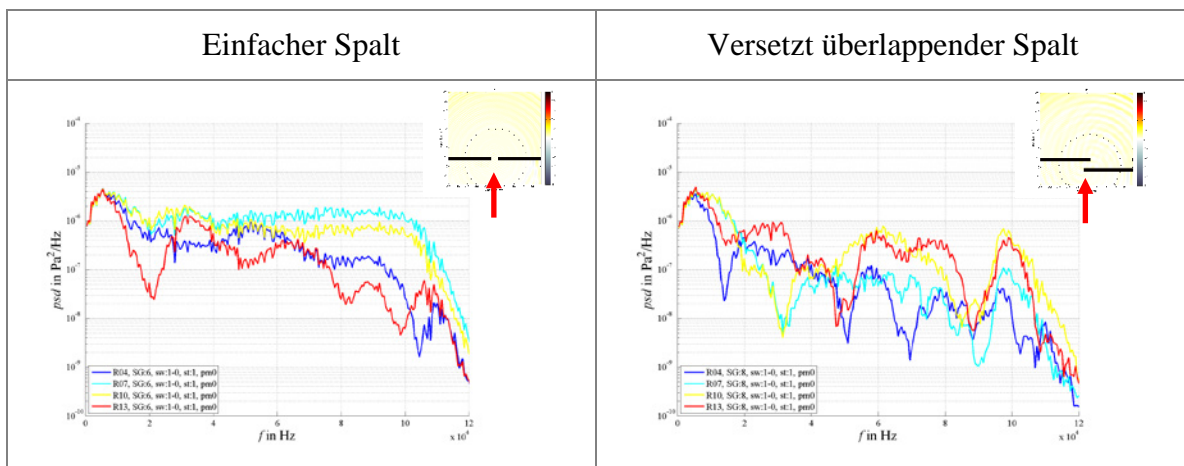 Einfacher Spalt
Versetzt überlappender Spalt
10⁻⁴
10⁻⁵
10⁻⁶
10⁻⁷
10⁻⁸
10⁻⁹
10⁻¹⁰
psd in Pa²/Hz
R04, SG:6, sw:1-0, st:1, pm0
R07, SG:6, sw:1-0, st:1, pm0
R10, SG:6, sw:1-0, st:1, pm0
R13, SG:6, sw:1-0, st:1, pm0
0 2 4 6 8 10 12
f in Hz
x 10⁴
10⁻⁴
10⁻⁵
10⁻⁶
10⁻⁷
10⁻⁸
10⁻⁹
10⁻¹⁰
psd in Pa²/Hz
R04, SG:8, sw:1-0, st:1, pm0
R07, SG:8, sw:1-0, st:1, pm0
R10, SG:8, sw:1-0, st:1, pm0
R13, SG:8, sw:1-0, st:1, pm0
0 2 4 6 8 10 12
f in Hz
x 10⁴